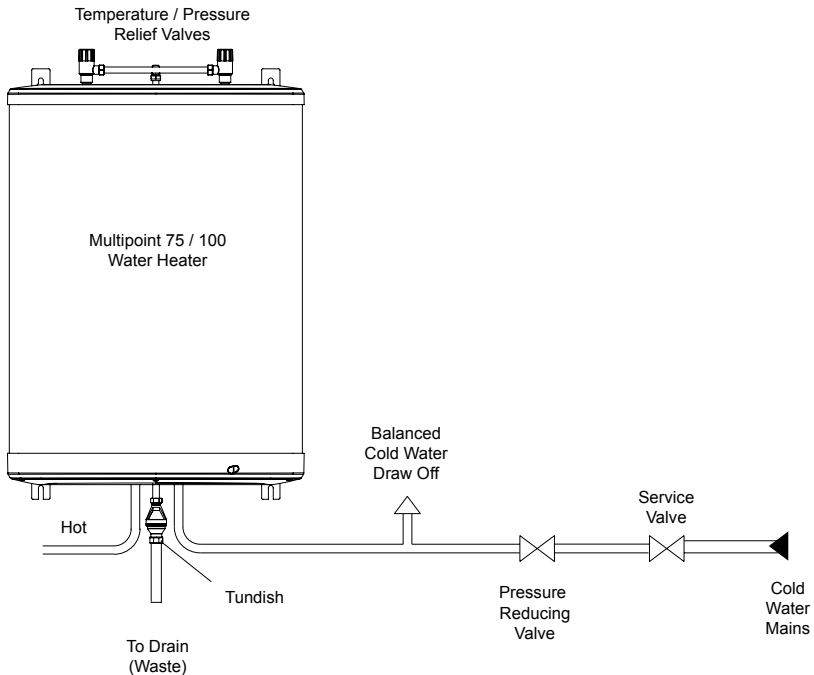 Temperature / Pressure
Relief Valves
Multipoint 75 / 100
Water Heater
Balanced
Cold Water
Draw Off
Service
Valve
Hot
Tundish
Pressure
Reducing
Valve
Cold
Water
Mains
To Drain
(Waste)